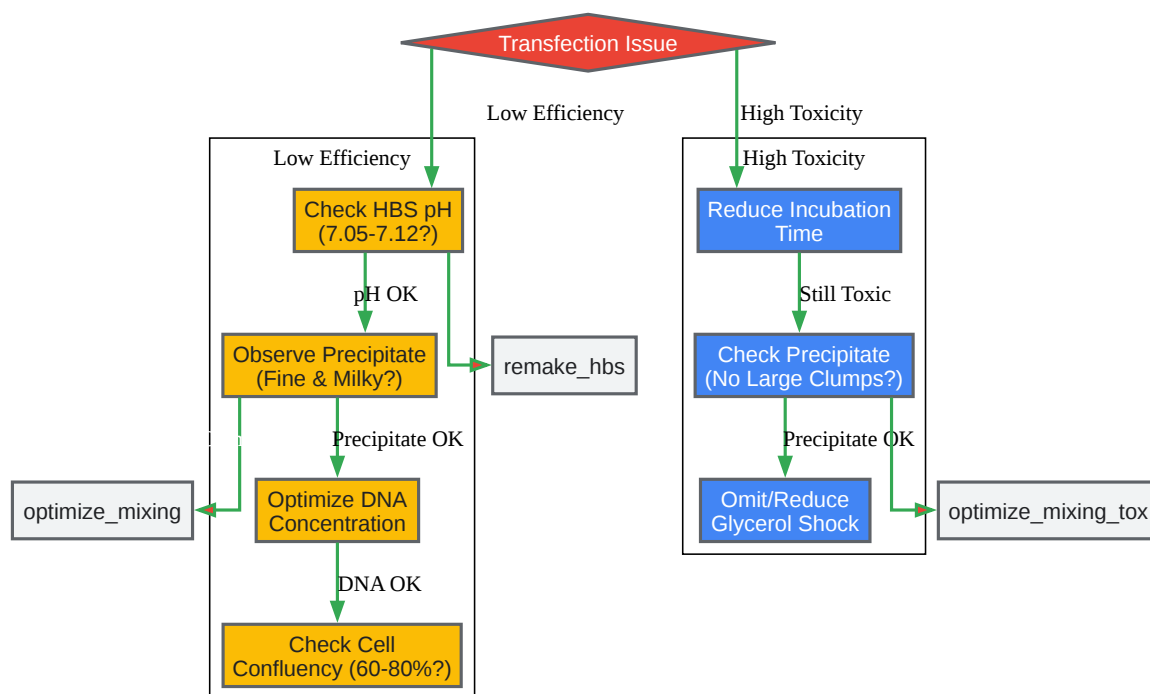 Transfection Issue
Low Efficiency
High Toxicity
Low Efficiency
High Toxicity
Check HBS pH
(7.05-7.12?)
Reduce Incubation
Time
pH OK
Still Toxic
Observe Precipitate
(Fine & Milky?)
remake_hbs
Check Precipitate
(No Large Clumps?)
Precipitate OK
Precipitate OK
optimize_mixing
Optimize DNA
Concentration
Omit/Reduce
Glycerol Shock
optimize_mixing_tox
DNA OK
Check Cell
Confluency (60-80%?)